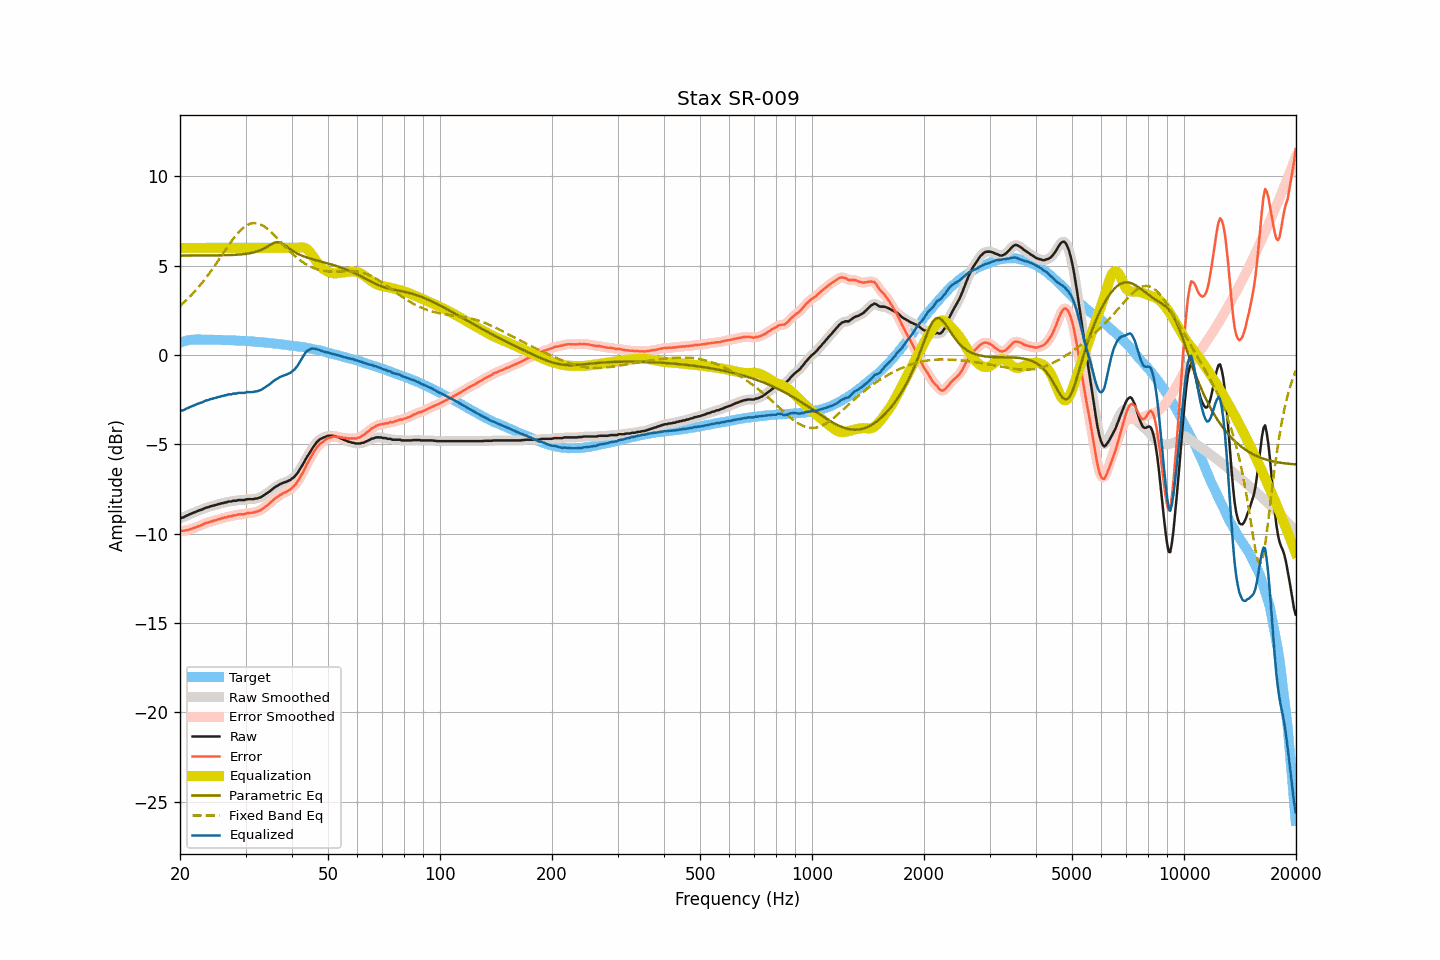 Stax SR-009
Amplitude (dBr)
10
5
0
−5
−10
−15
−20
−25
Target
Raw Smoothed
Error Smoothed
Raw
Error
Equalization
Parametric Eq
Fixed Band Eq
Equalized
20 50 100 200 500 1000 2000 5000 10000 20000
Frequency (Hz)